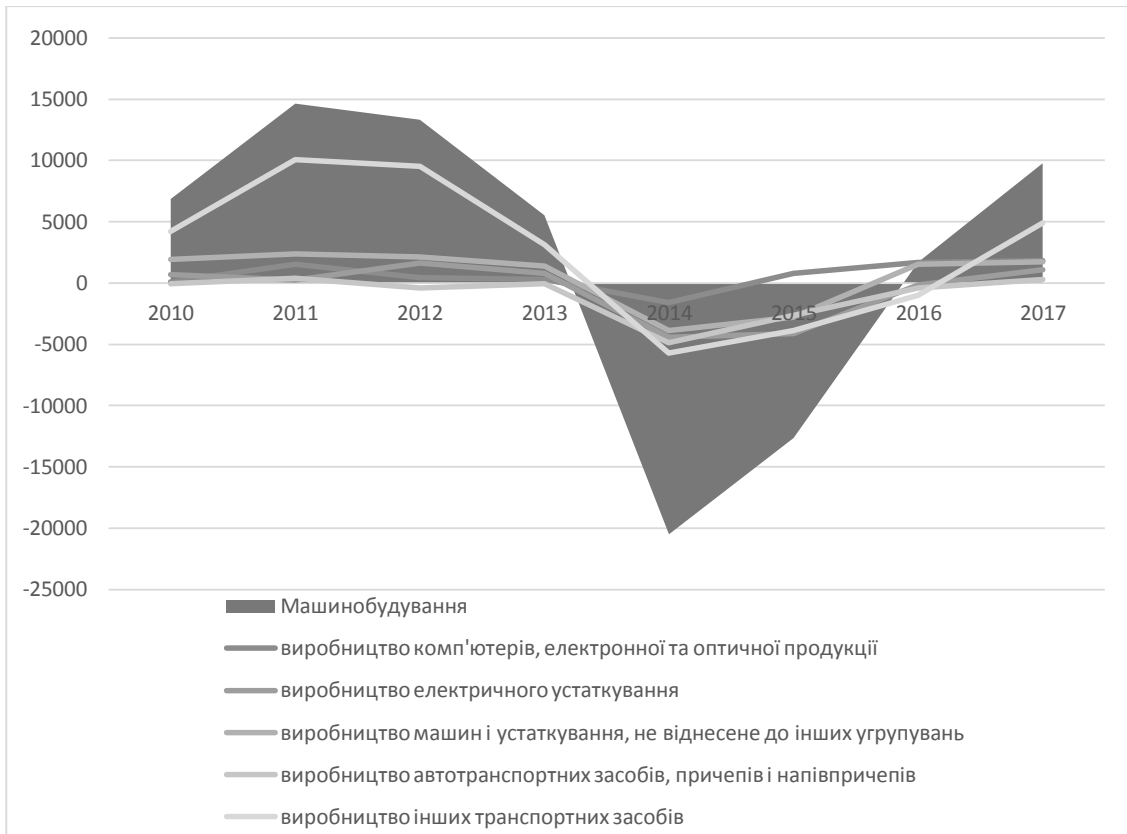 20000
15000
10000
5000
0
2010 2011 2012 2013 2014 2015 2016 2017
-5000
-10000
-15000
-20000
-25000
Машинобудування
виробництво комп'ютерів, електронної та оптичної продукції
виробництво електричного устаткування
виробництво машин і устаткування, не віднесене до інших угрупувань
виробництво автотранспортних засобів, причепів і напівпричепів
виробництво інших транспортних засобів